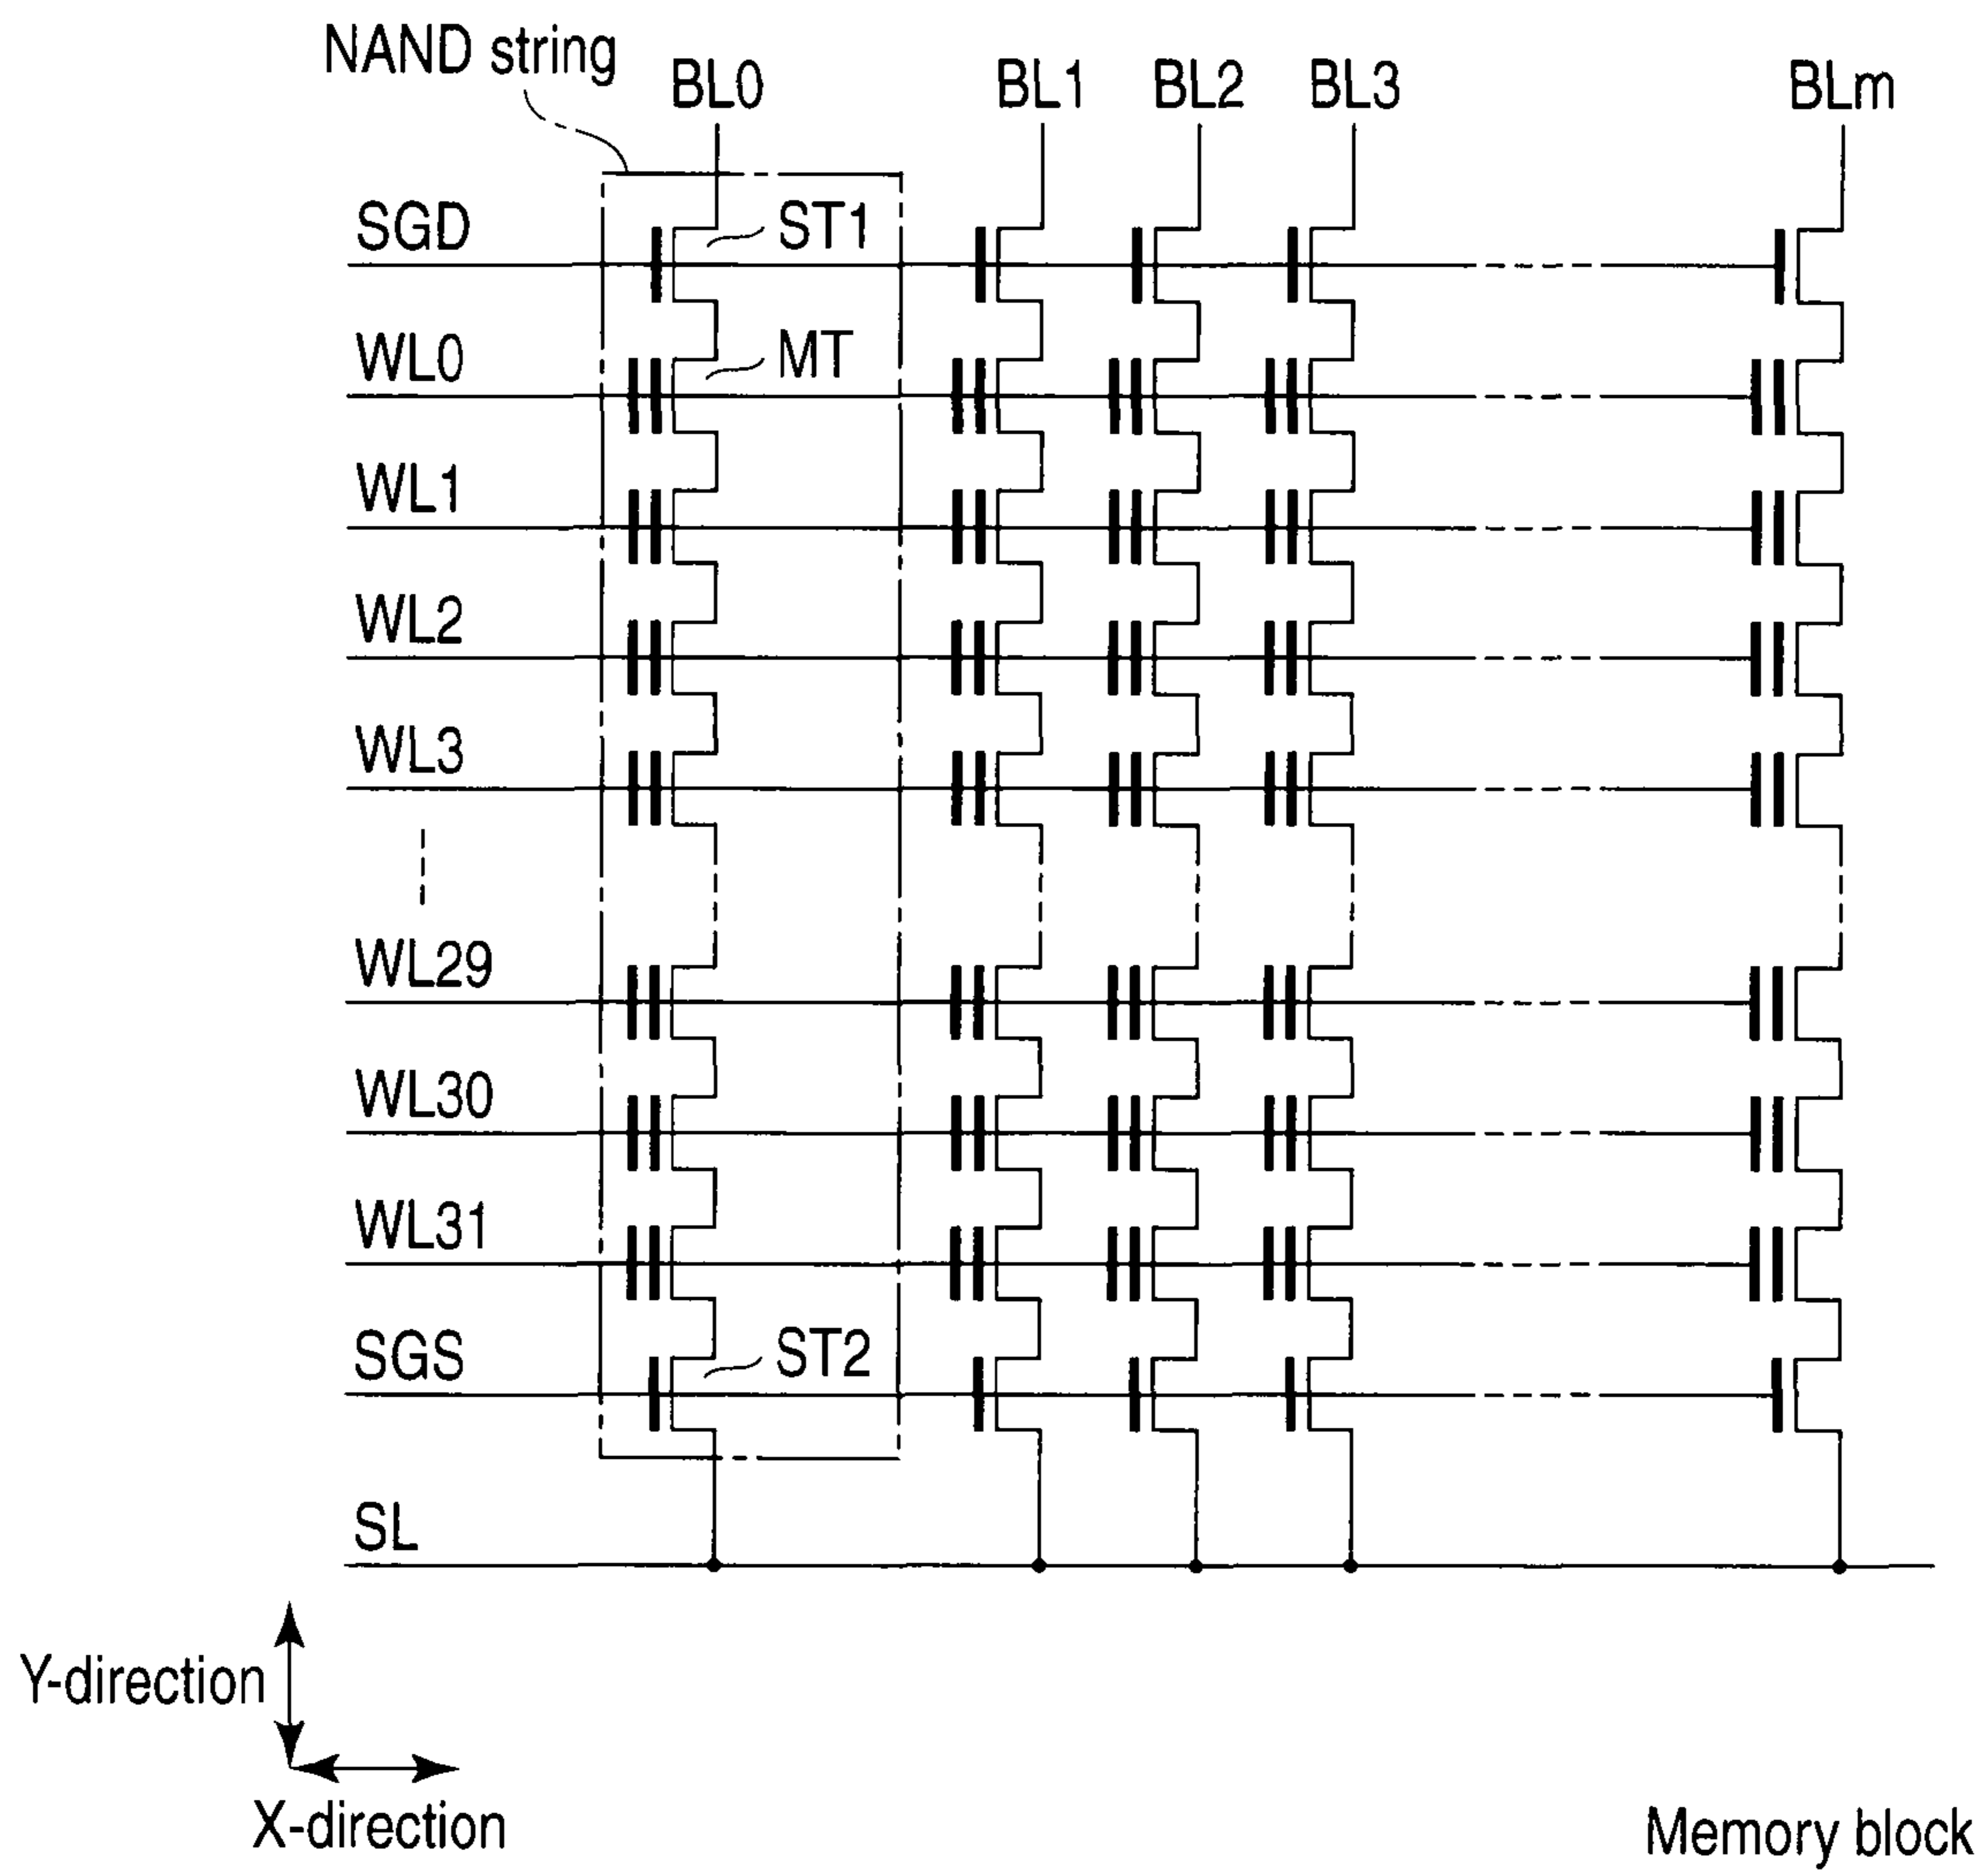 NAND string
BL0 BL1 BL2 BL3 BLm
SGD ST1
WL0 MT
WL1
WL2
WL3
WL29
WL30
WL31
SGS ST2
SL
Y-direction
X-direction
Memory block